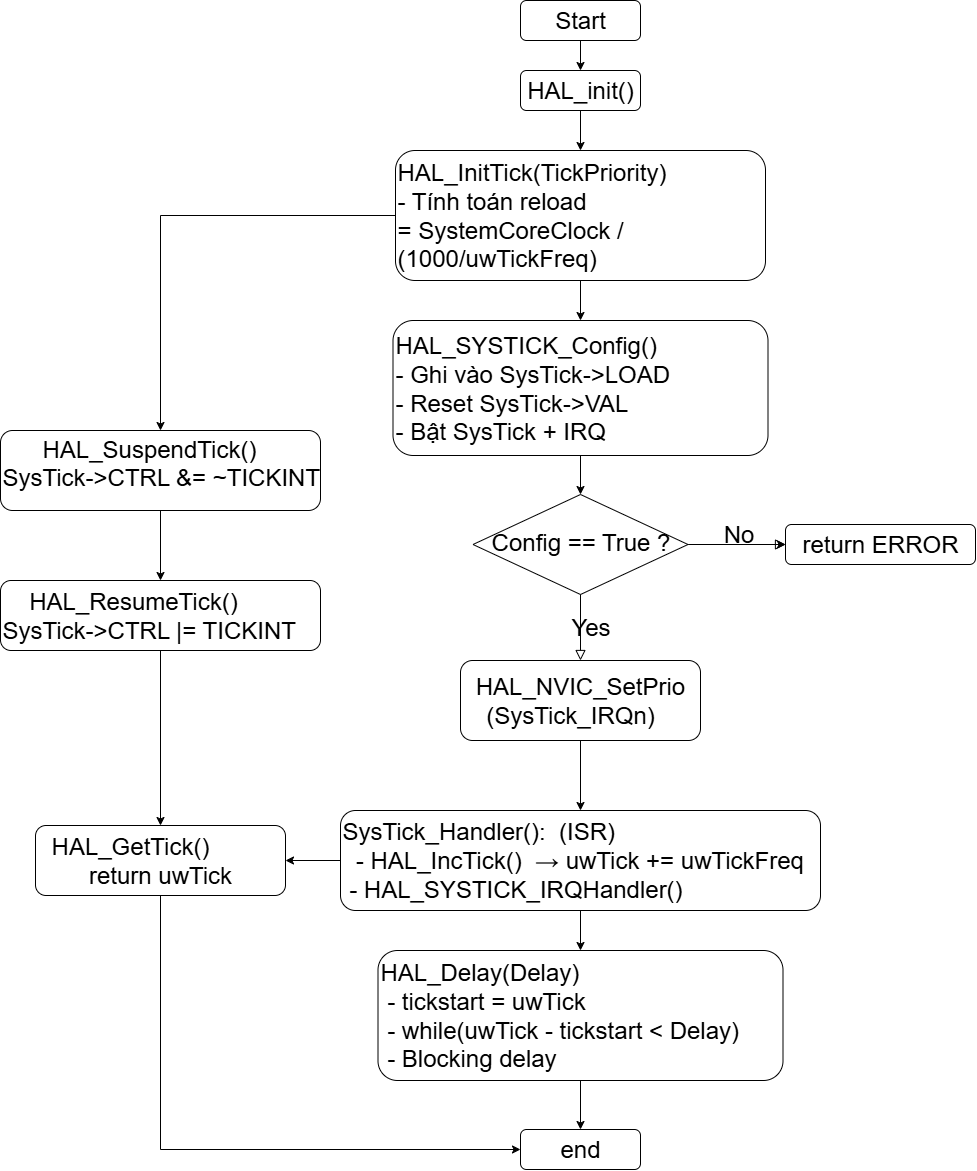 Start
HAL_init()
HAL_InitTick(TickPriority)
- Tính toán reload
= SystemCoreClock /
(1000/uwTickFreq)
HAL_SYSTICK_Config()
- Ghi vào SysTick->LOAD
- Reset SysTick->VAL
- Bật SysTick + IRQ
HAL_SuspendTick()
SysTick->CTRL &= ~TICKINT
Config == True ?
No
return ERROR
HAL_ResumeTick()
SysTick->CTRL |= TICKINT
Yes
HAL_NVIC_SetPrio
(SysTick_IRQn)
SysTick_Handler():  (ISR)
- HAL_IncTick()  → uwTick += uwTickFreq
- HAL_SYSTICK_IRQHandler()
HAL_GetTick()
return uwTick
HAL_Delay(Delay)
- tickstart = uwTick
- while(uwTick - tickstart < Delay)
- Blocking delay
end